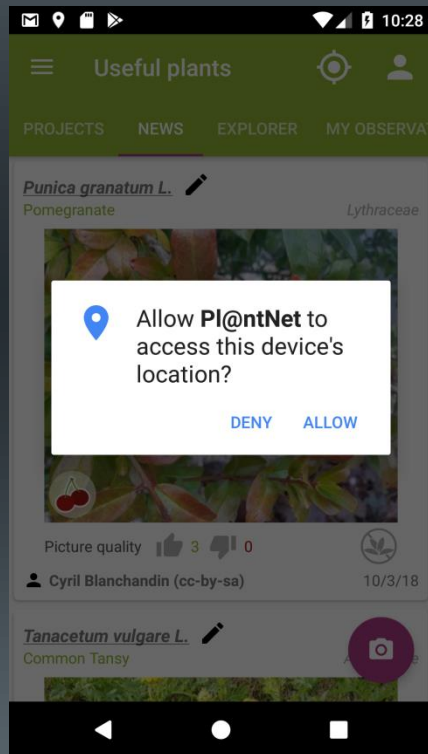 10:28
Useful plants
PROJECTS NEWS EXPLORER MY OBSERVA
Punica granatum L.
Pomegranate Lythraceae
Allow Pl@ntNet to
access this device's
location?
DENY ALLOW
Picture quality 3 0
Cyril Blanchandin (cc-by-sa) 10/3/18
Tanacetum vulgare L.
Common Tansy